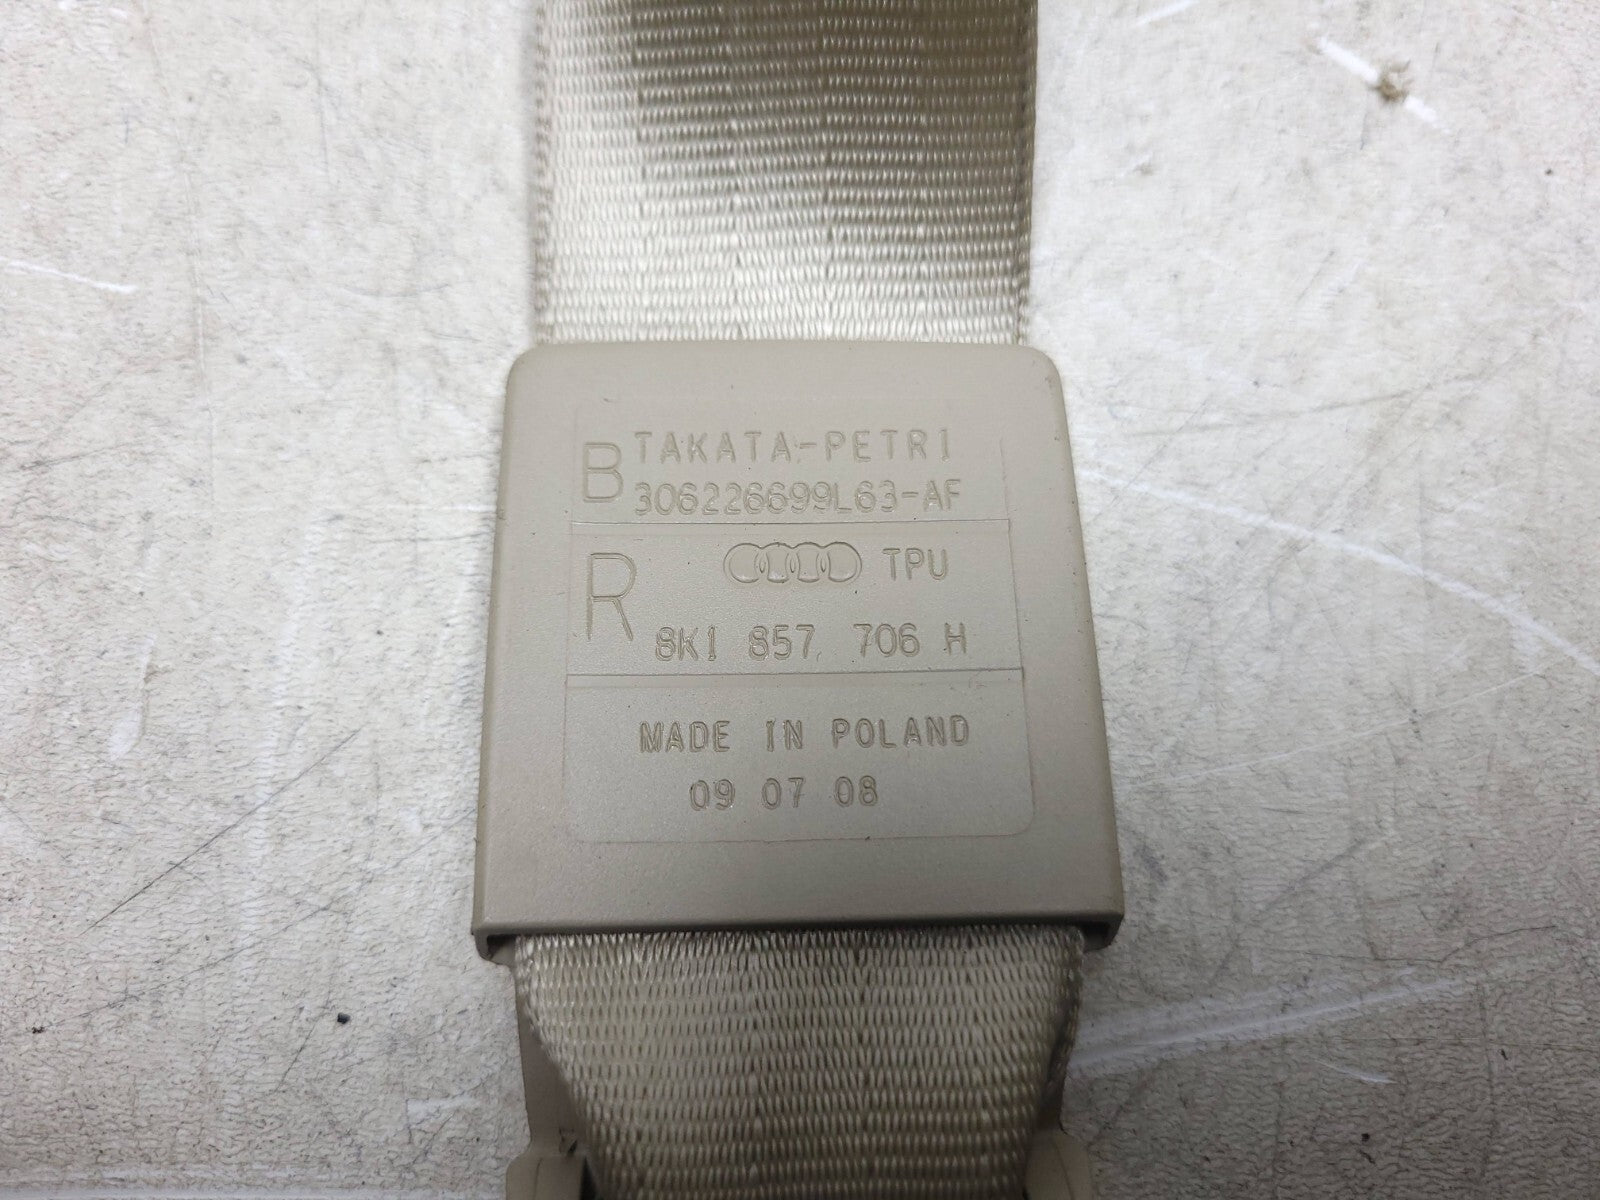 B TAKATA-PETRI
306226699L63-AF
R TPU
8K1 857 706 H
MADE IN POLAND
09 07 08